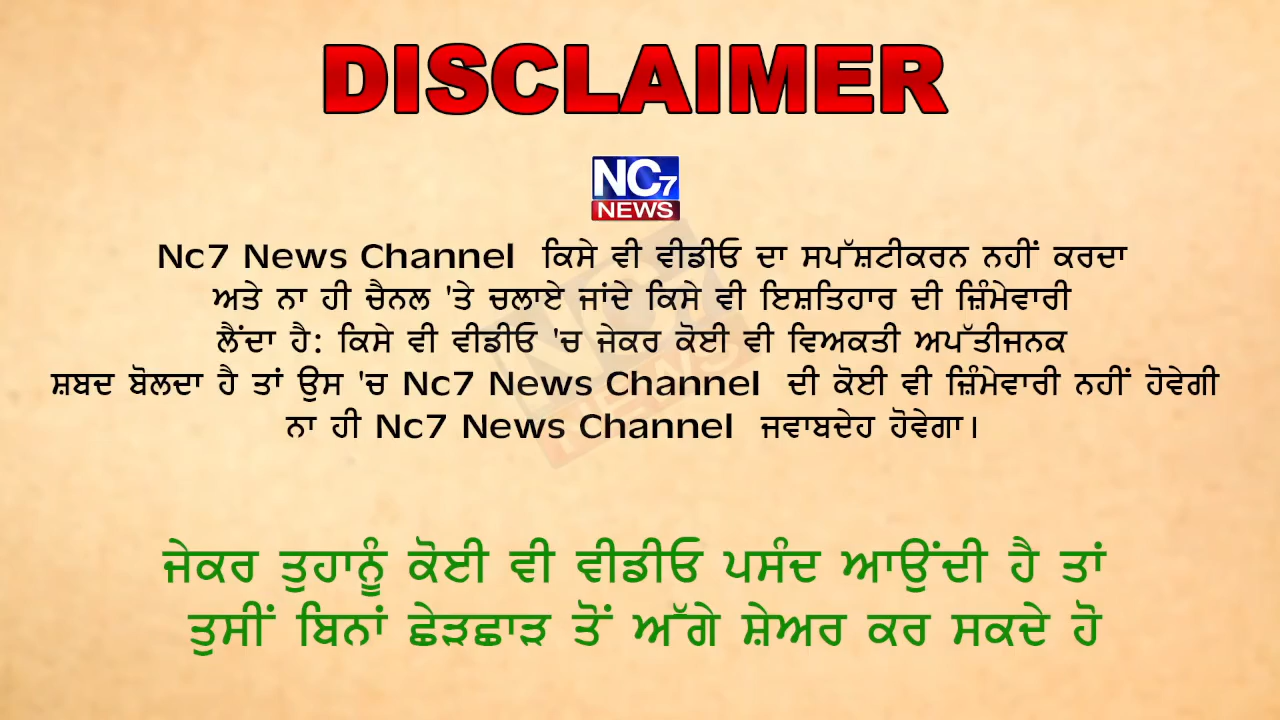 DISCLAIMER
NC7
NEWS
Nc7 News Channel ਕਿਸੇ ਵੀ ਵੀਡੀਓ ਦਾ ਸਪੱਸ਼ਟੀਕਰਨ ਨਹੀਂ ਕਰਦਾ
ਅਤੇ ਨਾ ਹੀ ਚੈਨਲ 'ਤੇ ਚਲਾਏ ਜਾਂਦੇ ਕਿਸੇ ਵੀ ਇਸ਼ਤਿਹਾਰ ਦੀ ਜ਼ਿੰਮੇਵਾਰੀ
ਲੈਂਦਾ ਹੈ: ਕਿਸੇ ਵੀ ਵੀਡੀਓ 'ਚ ਜੇਕਰ ਕੋਈ ਵੀ ਵਿਅਕਤੀ ਅਪੱਤੀਜਨਕ
ਸ਼ਬਦ ਬੋਲਦਾ ਹੈ ਤਾਂ ਉਸ 'ਚ Nc7 News Channel ਦੀ ਕੋਈ ਵੀ ਜ਼ਿੰਮੇਵਾਰੀ ਨਹੀਂ ਹੋਵੇਗੀ
ਨਾ ਹੀ Nc7 News Channel ਜਵਾਬਦੇਹ ਹੋਵੇਗਾ।
ਜੇਕਰ ਤੁਹਾਨੂੰ ਕੋਈ ਵੀ ਵੀਡੀਓ ਪਸੰਦ ਆਉਂਦੀ ਹੈ ਤਾਂ
ਤੁਸੀਂ ਬਿਨਾਂ ਛੇੜਛਾੜ ਤੋਂ ਅੱਗੇ ਸ਼ੇਅਰ ਕਰ ਸਕਦੇ ਹੋ